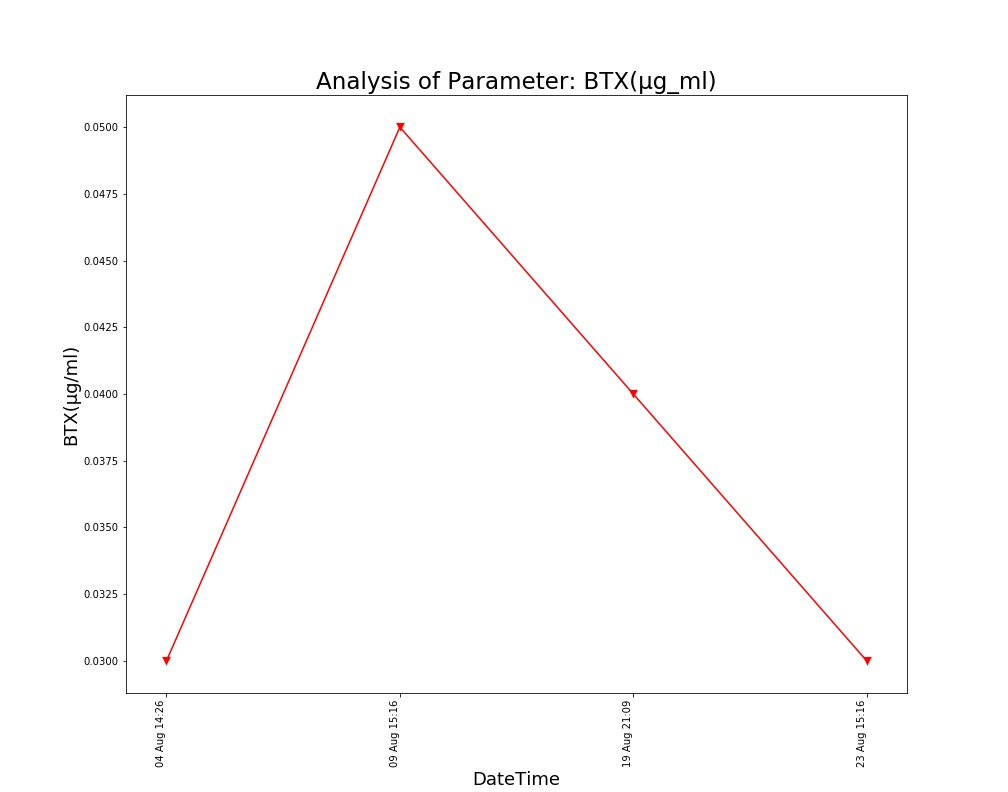 Analysis of Parameter: BTX(µg_ml)
BTX(µg/ml)
0.0500
0.0475
0.0450
0.0425
0.0400
0.0375
0.0350
0.0325
0.0300
04 Aug 14:26
09 Aug 15:16
19 Aug 21:09
23 Aug 15:16
DateTime